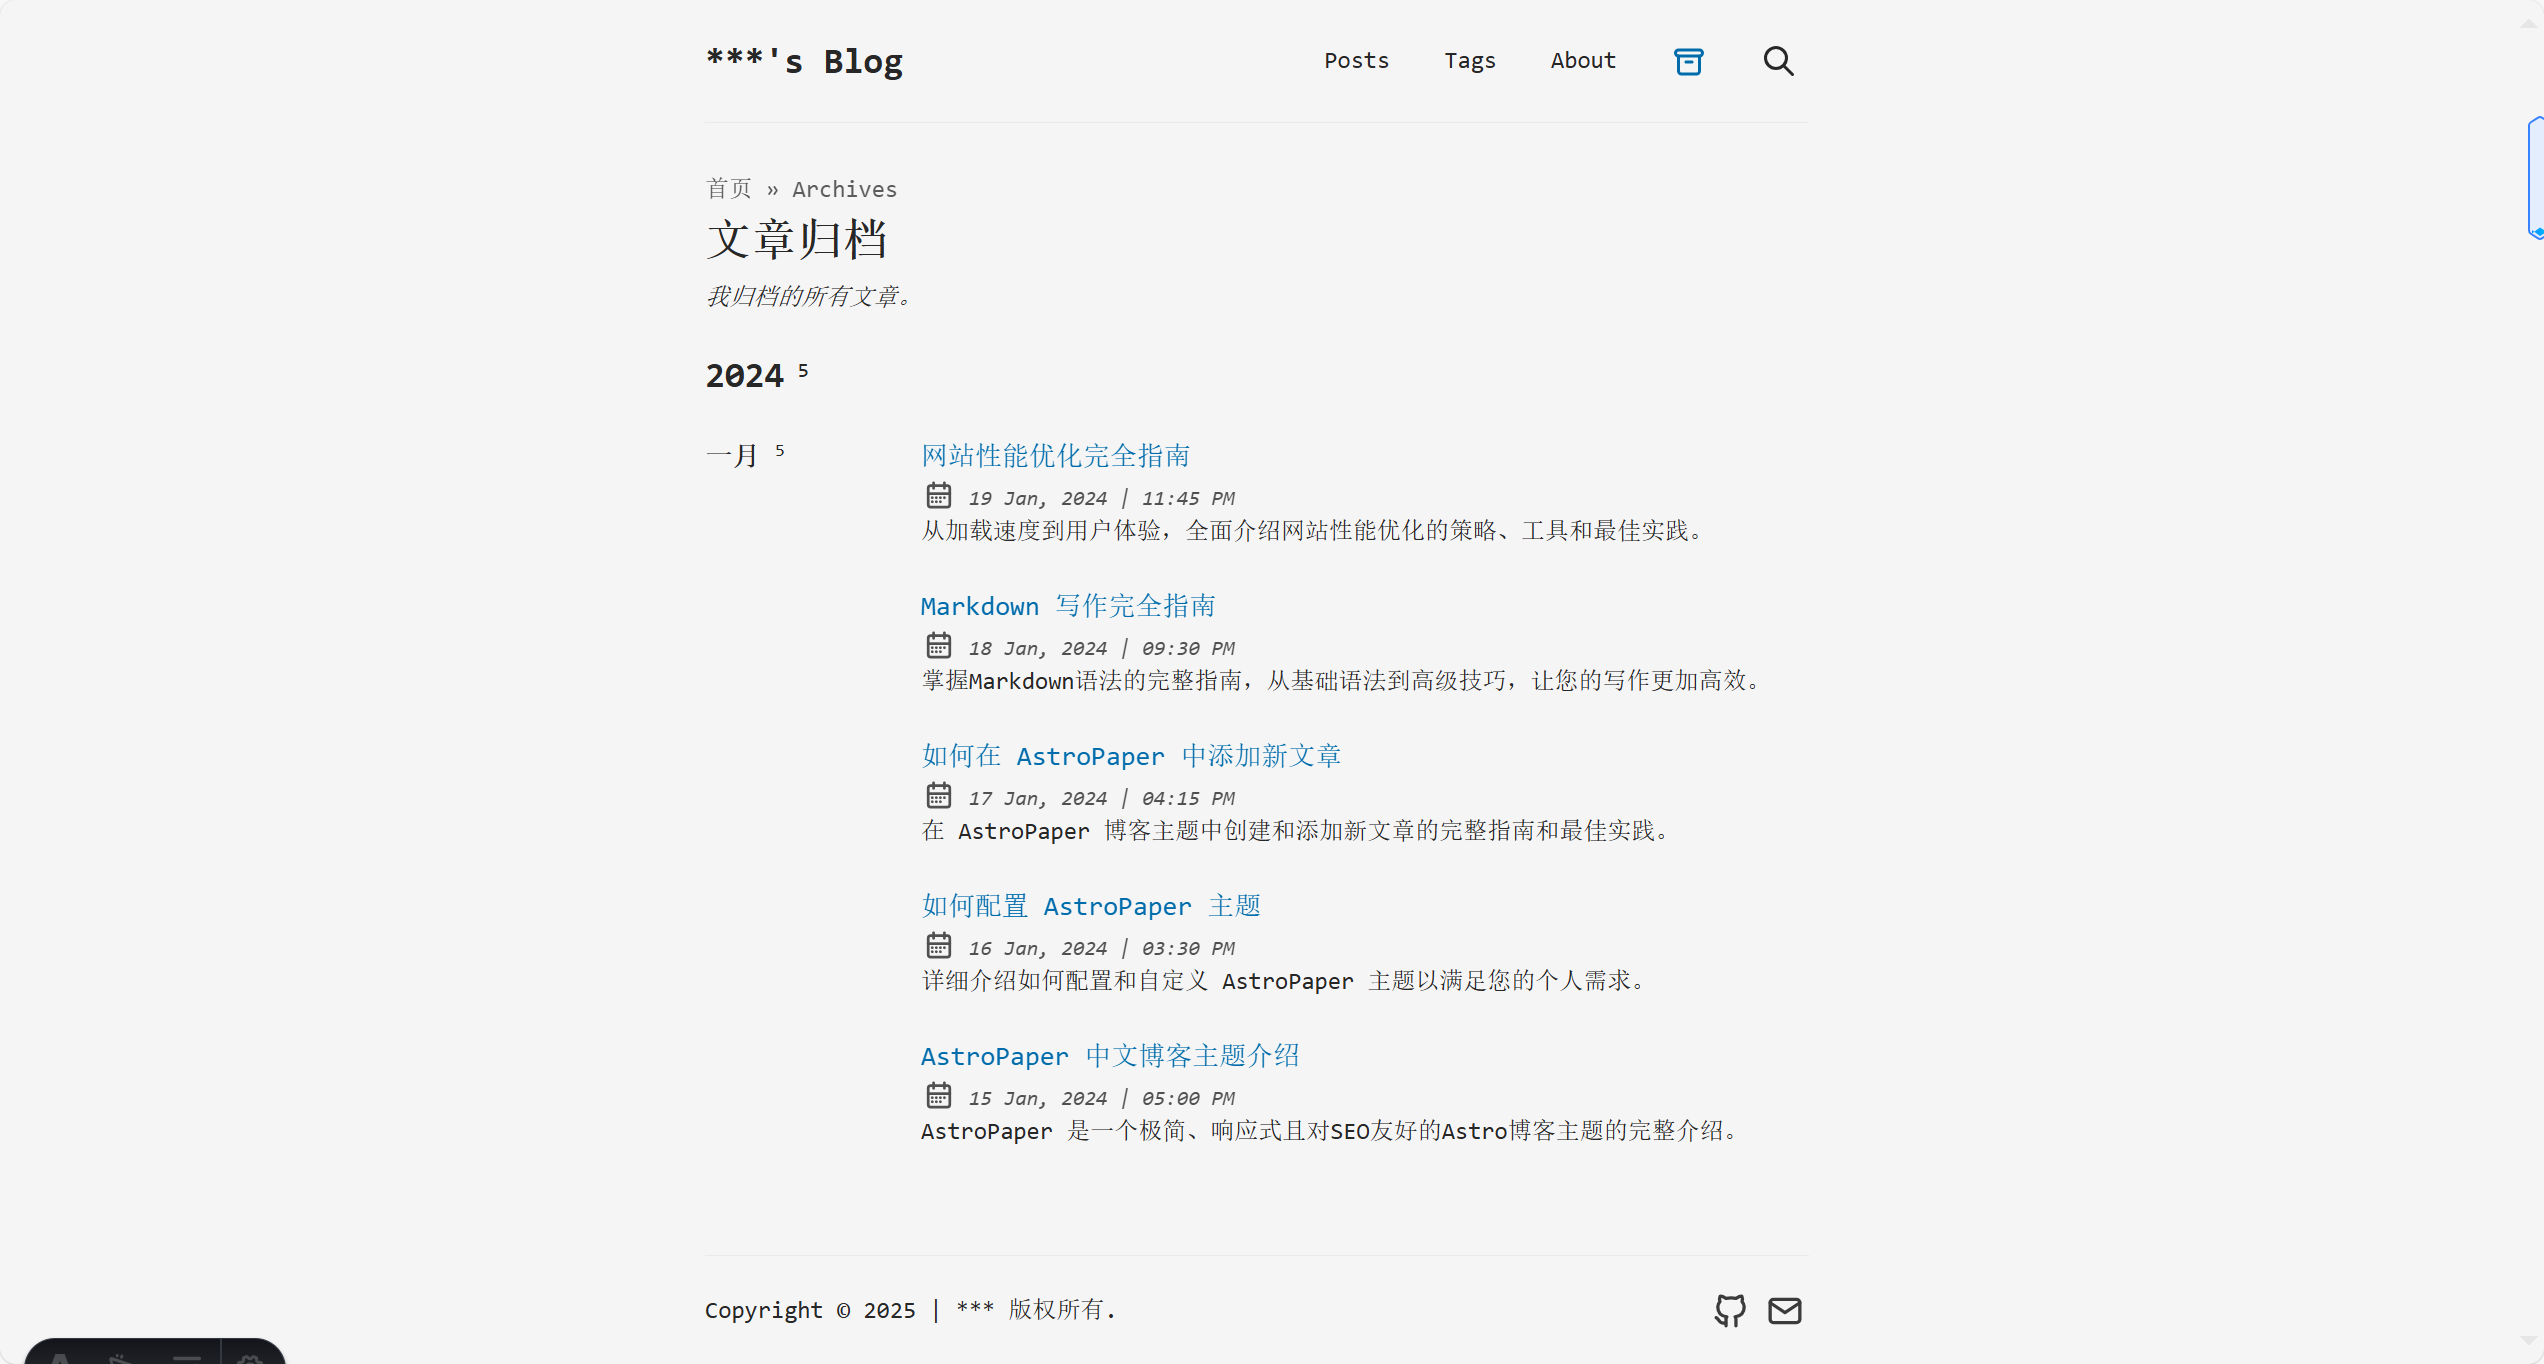 ***'s Blog
Posts Tags About
首页 » Archives
文章归档
我归档的所有文章。
2024 5
一月 5
网站性能优化完全指南
19 Jan, 2024 | 11:45 PM
从加载速度到用户体验，全面介绍网站性能优化的策略、工具和最佳实践。
Markdown 写作完全指南
18 Jan, 2024 | 09:30 PM
掌握Markdown语法的完整指南，从基础语法到高级技巧，让您的写作更加高效。
如何在 AstroPaper 中添加新文章
17 Jan, 2024 | 04:15 PM
在 AstroPaper 博客主题中创建和添加新文章的完整指南和最佳实践。
如何配置 AstroPaper 主题
16 Jan, 2024 | 03:30 PM
详细介绍如何配置和自定义 AstroPaper 主题以满足您的个人需求。
AstroPaper 中文博客主题介绍
15 Jan, 2024 | 05:00 PM
AstroPaper 是一个极简、响应式且对SEO友好的Astro博客主题的完整介绍。
Copyright © 2025 | *** 版权所有.